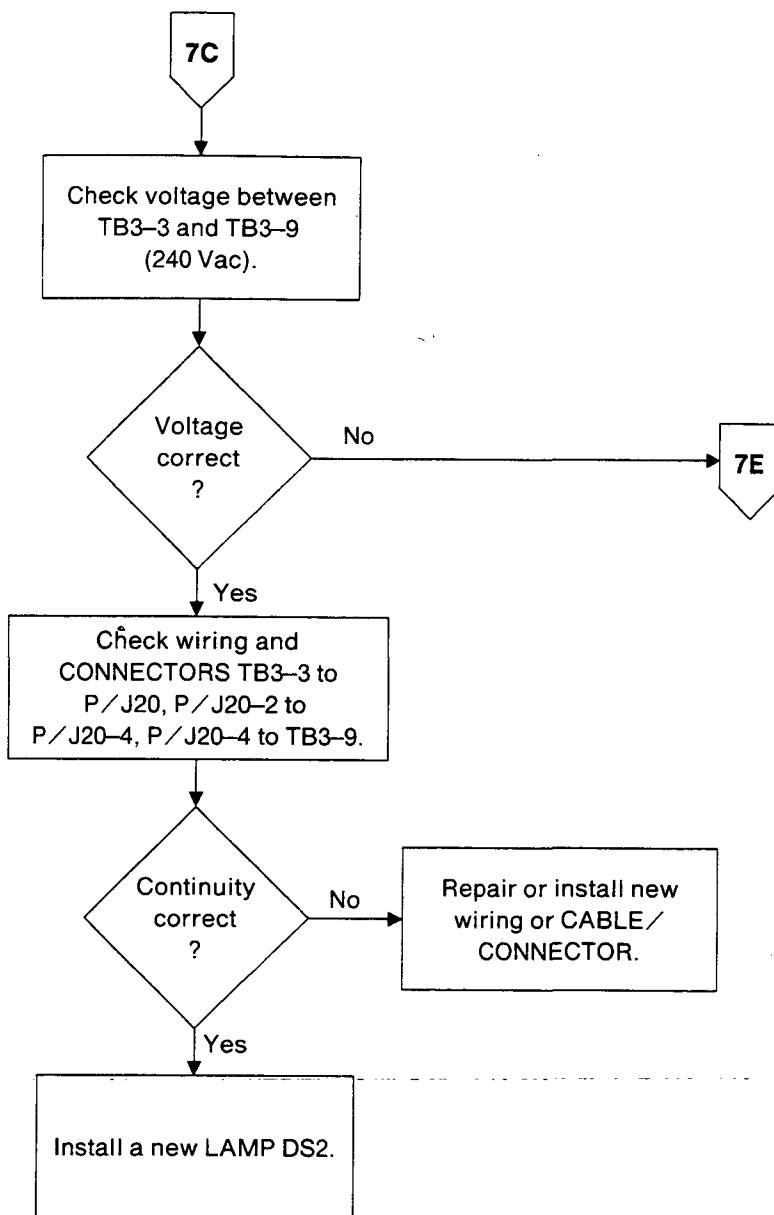 7C
Check voltage between
TB3–3 and TB3–9
(240 Vac).
Voltage
correct
?
No
7E
Yes
Check wiring and
CONNECTORS TB3–3 to
P/J20, P/J20–2 to
P/J20–4, P/J20–4 to TB3–9.
Continuity
correct
?
No
Repair or install new
wiring or CABLE/
CONNECTOR.
Yes
Install a new LAMP DS2.